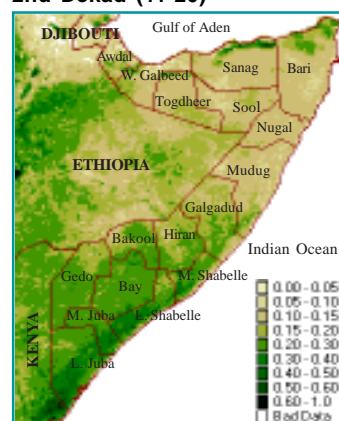 2nd Dekad (11-20)
Gulf of Aden
DJIBOUTI
Awdal
W. Galbeed
Sanag
Bari
Togdheer
Sool
Nugal
ETHIOPIA
Mudug
Galgadud
Bakool
Hiran
Indian Ocean
Gedo
Bay
M. Shabelle
M. Juba
L. Shabelle
KENYA
L. Juba
0.00-0.05
0.05-0.10
0.10-0.15
0.15-0.20
0.20-0.30
0.30-0.40
0.40-0.50
0.50-0.60
0.60-1.0
Bad Data